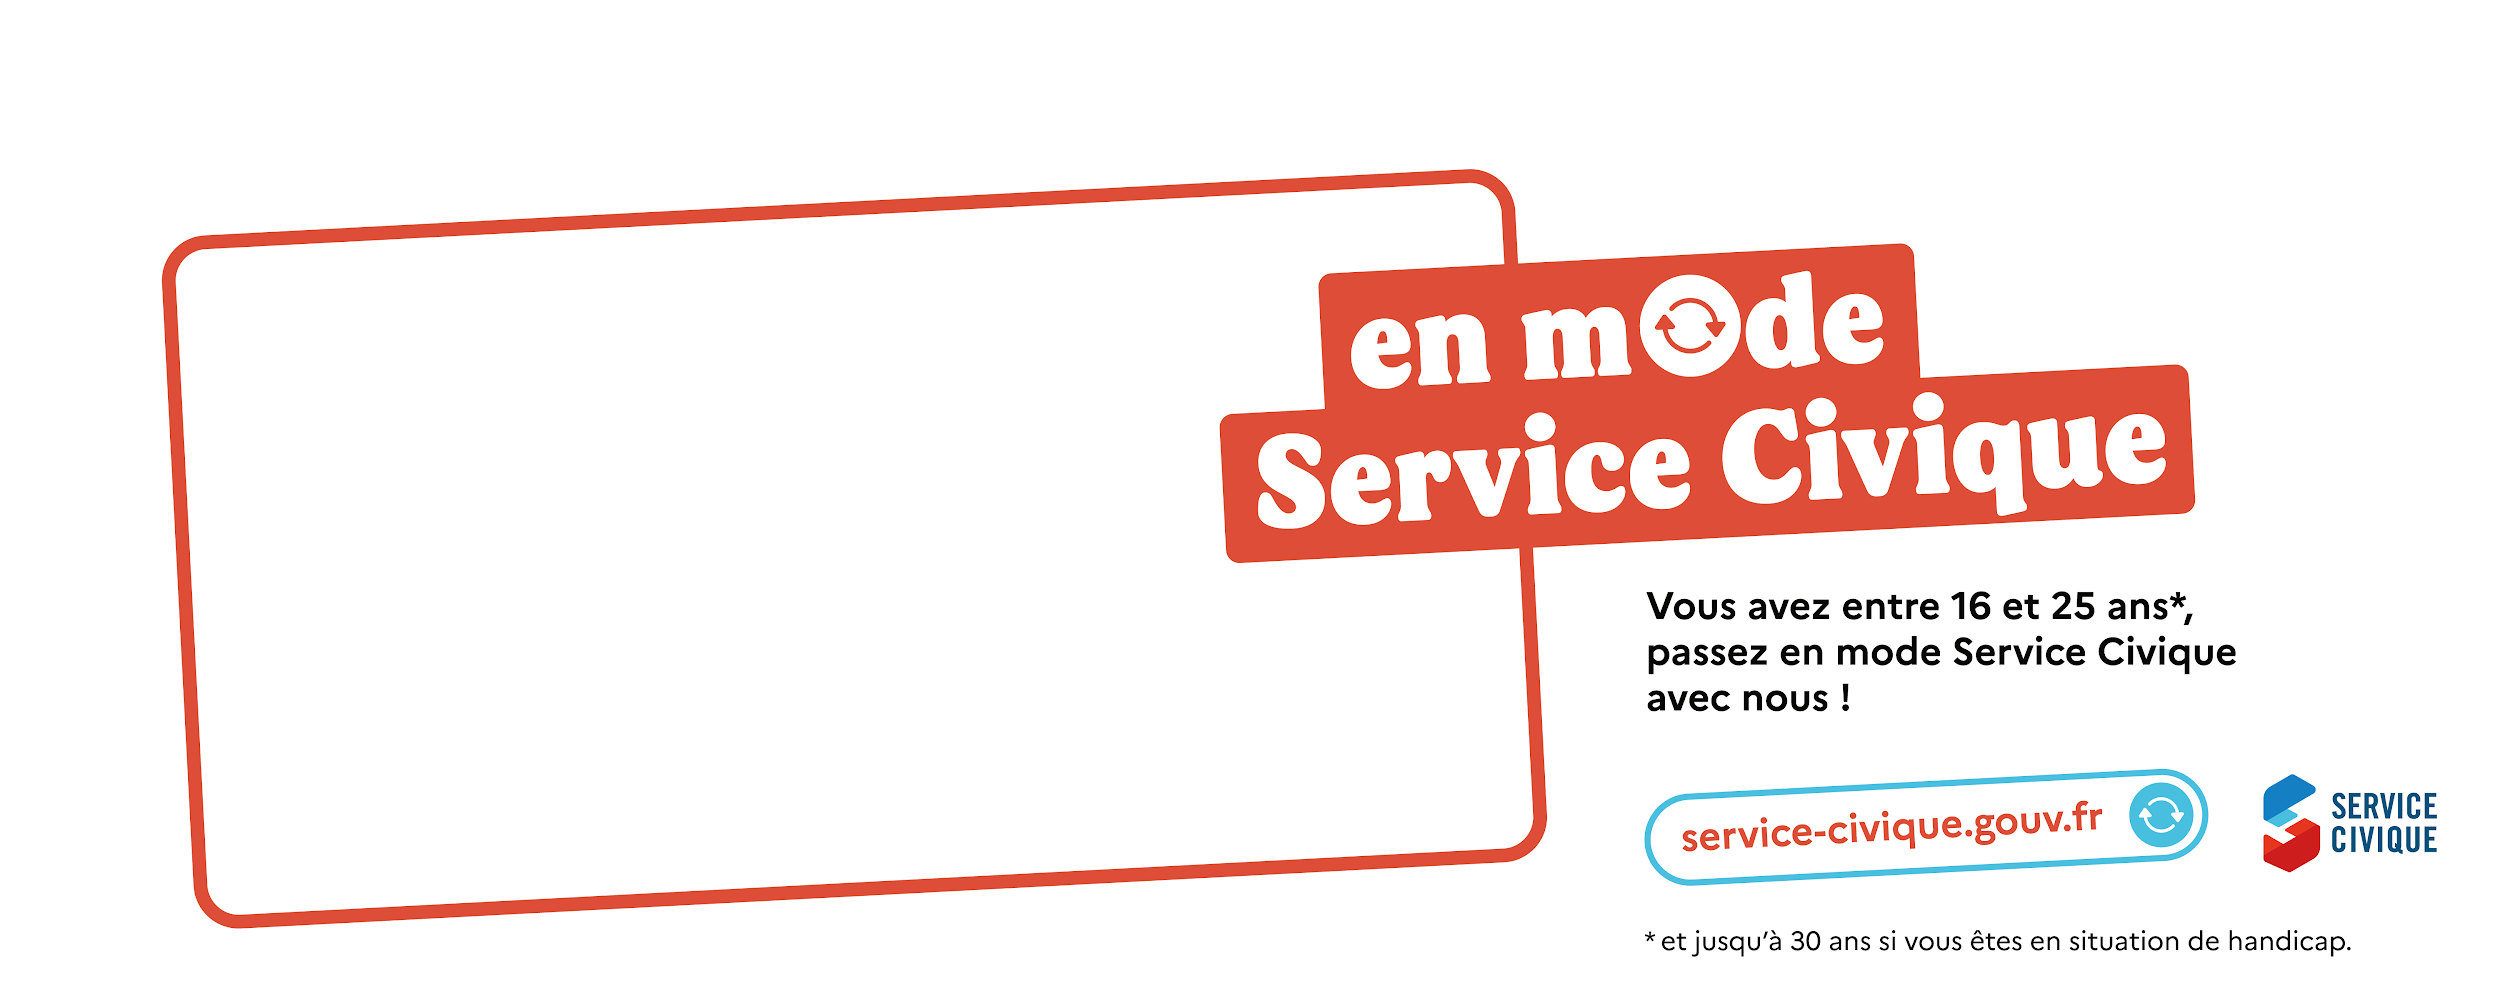 en mode
Service Civique
Vous avez entre 16 et 25 ans*,
passez en mode Service Civique
avec nous !
service-civique.gouv.fr
SERVICE
CIVIQUE
* et jusqu'à 30 ans si vous êtes en situation de handicap.